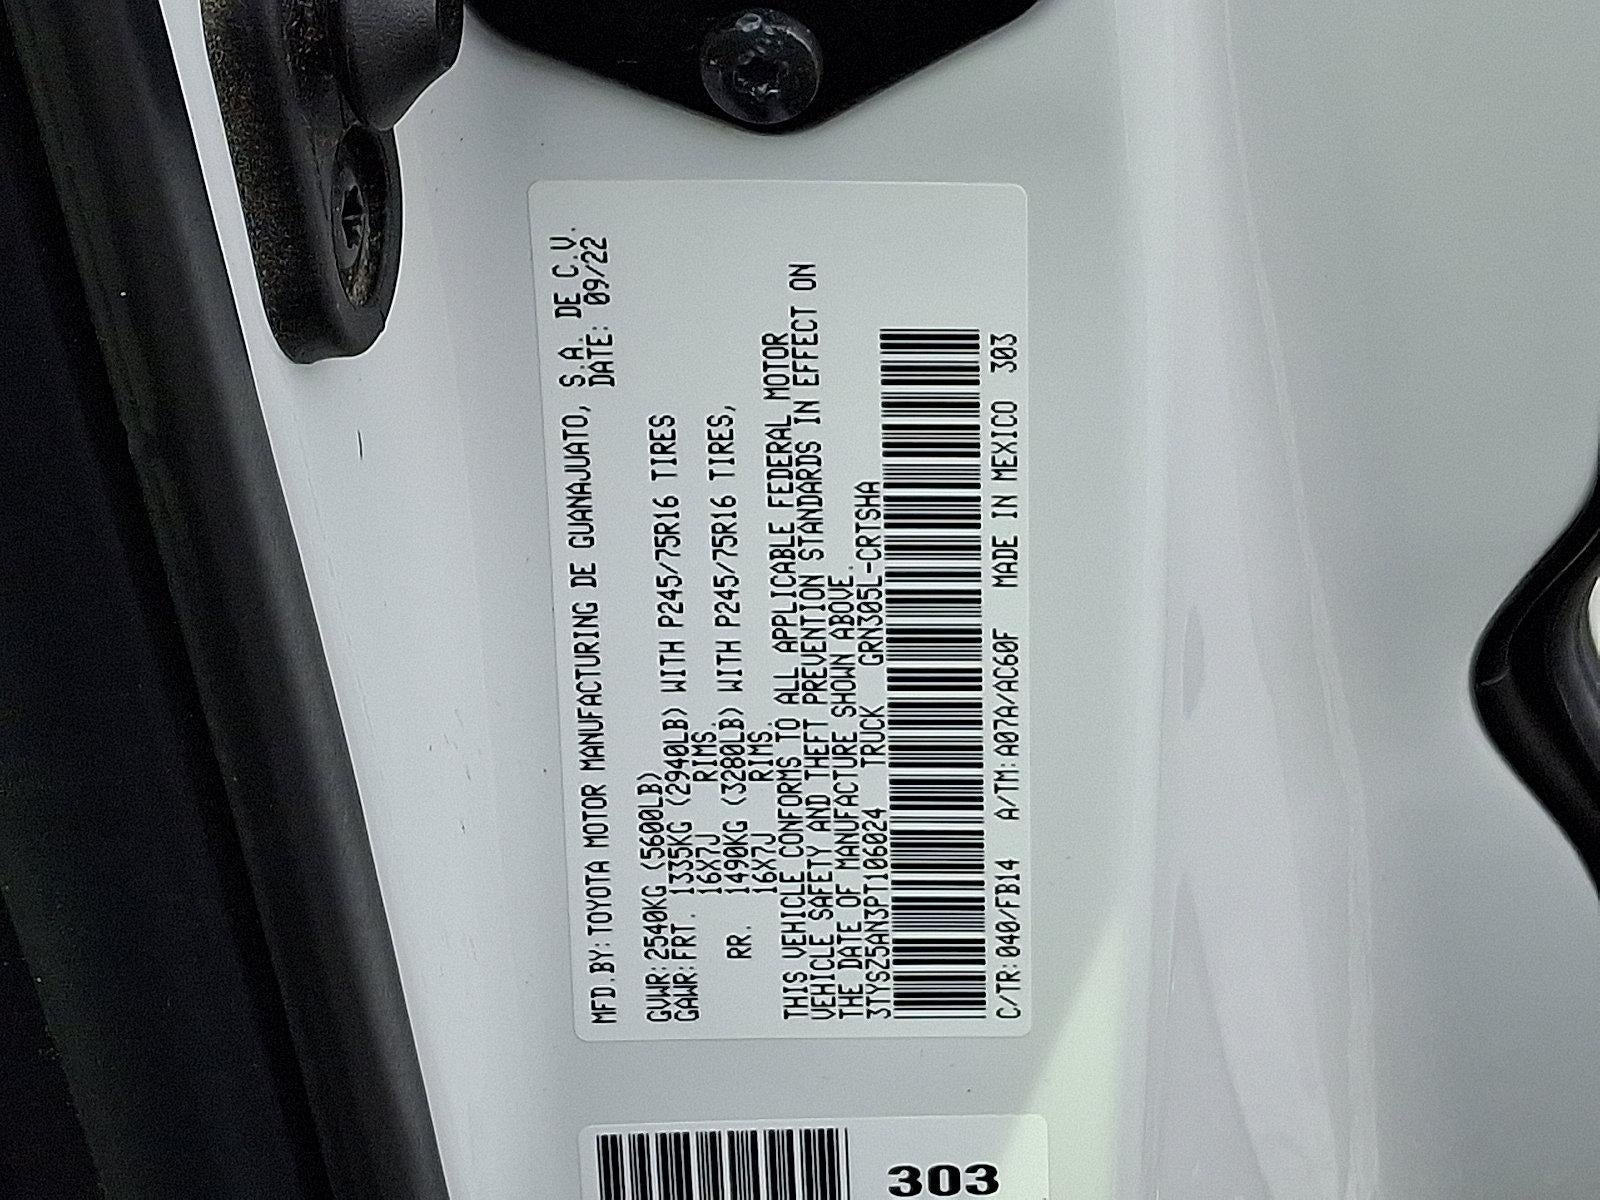 MFD.BY:TOYOTA MOTOR MANUFACTURING DE GUANAJUATO, S.A. DE C.V.
DATE: 09/22
GVWR:2540KG (5600LB)
GAWR:FRT. 1335KG (2940LB) WITH P245/75R16 TIRES
16X7J RIMS.
RR. 1490KG (3280LB) WITH P245/75R16 TIRES,
16X7J RIMS.
THIS VEHICLE CONFORMS TO ALL APPLICABLE FEDERAL MOTOR
VEHICLE SAFETY AND THEFT PREVENTION STANDARDS IN EFFECT ON
THE DATE OF MANUFACTURE SHOWN ABOVE.
3TYSZ5AN3PT106024 TRUCK GRN305L-CRTSHA
C/TR:040/FB14 A/TM:A07A/AC60F MADE IN MEXICO 303
303